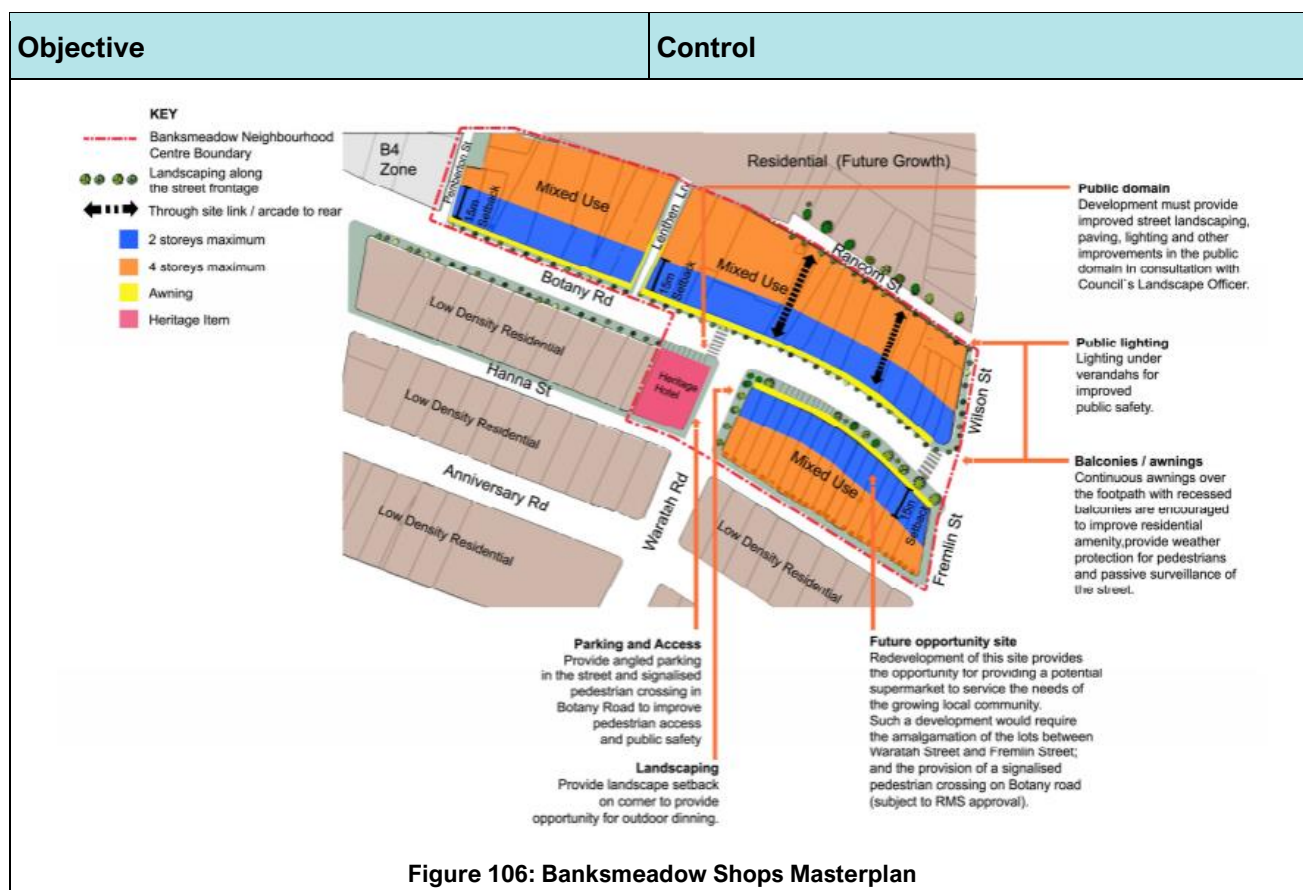 Objective
Control
KEY
Banksmeadow Neighbourhood
Centre Boundary
Landscaping along
the street frontage
Through site link / arcade to rear
2 storeys maximum
4 storeys maximum
Awning
Heritage Item
B4
Zone
Pemberton St
Mixed Use
15m
Setback
Lenthen Lne
Residential (Future Growth)
Rancom St
Mixed Use
15m
Setback
Botany Rd
Low Density Residential
Hanna St
Heritage
Hotel
Low Density Residential
Anniversary Rd
Low Density Residential
Waratah Rd
Mixed Use
15m
Setback
Low Density Residential
Wilson St
Fremlin St
Public domain
Development must provide
improved street landscaping,
paving, lighting and other
improvements in the public
domain in consultation with
Council`s Landscape Officer.
Public lighting
Lighting under
verandahs for
improved
public safety.
Balconies / awnings
Continuous awnings over
the footpath with recessed
balconies are encouraged
to improve residential
amenity,provide weather
protection for pedestrians
and passive surveillance of
the street.
Parking and Access
Provide angled parking
in the street and signalised
pedestrian crossing in
Botany Road to improve
pedestrian access
and public safety
Landscaping
Provide landscape setback
on corner to provide
opportunity for outdoor dinning.
Future opportunity site
Redevelopment of this site provides
the opportunity for providing a potential
supermarket to service the needs of
the growing local community.
Such a development would require
the amalgamation of the lots between
Waratah Street and Fremlin Street;
and the provision of a signalised
pedestrian crossing on Botany road
(subject to RMS approval).
Figure 106: Banksmeadow Shops Masterplan